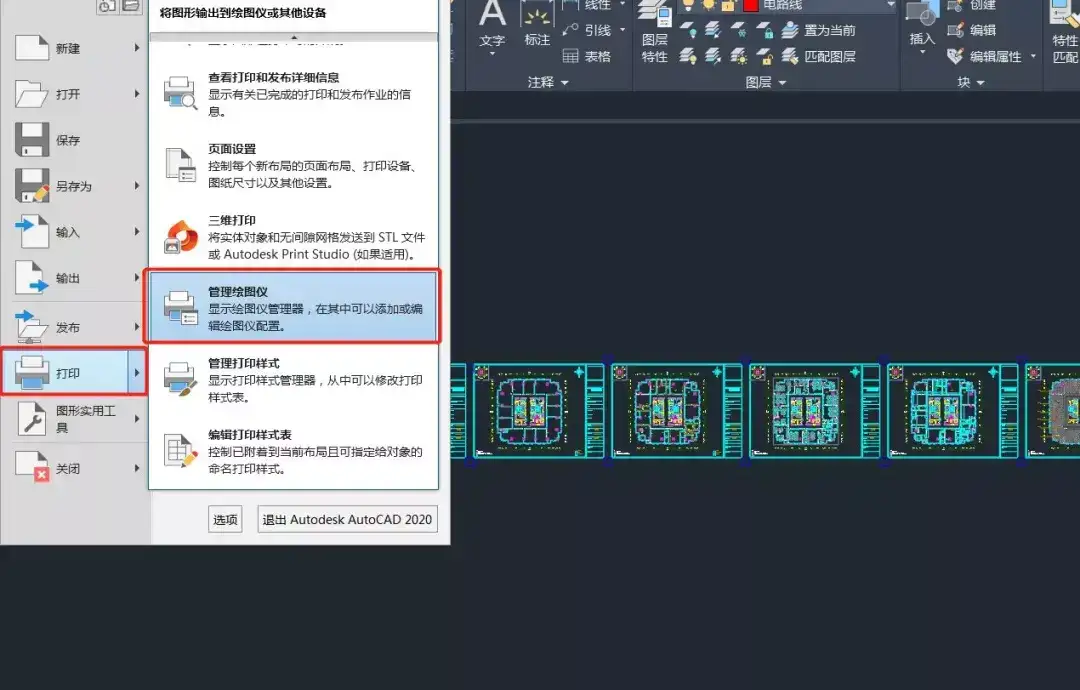 将图形输出到绘图仪或其他设备
新建
打开
保存
另存为
输入
输出
发布
打印
图形实用工
具
关闭
查看打印和发布详细信息
显示有关已完成的打印和发布作业的信
息。
页面设置
控制每个新布局的页面布局、打印设备、
图纸尺寸以及其他设置。
三维打印
将实体对象和无间隙网格发送到 STL 文件
或 Autodesk Print Studio (如果适用)。
管理绘图仪
显示绘图仪管理器，在其中可以添加或编
辑绘图仪配置。
管理打印样式
显示打印样式管理器，从中可以修改打印
样式表。
编辑打印样式表
控制已附着到当前布局且可指定给对象的
命名打印样式。
选项
退出 Autodesk AutoCAD 2020
A
文字
标注
线性
引线
表格
注释
图层
特性
电路线
置为当前
匹配图层
图层
插入
创建
编辑
编辑属性
块
特性
匹配